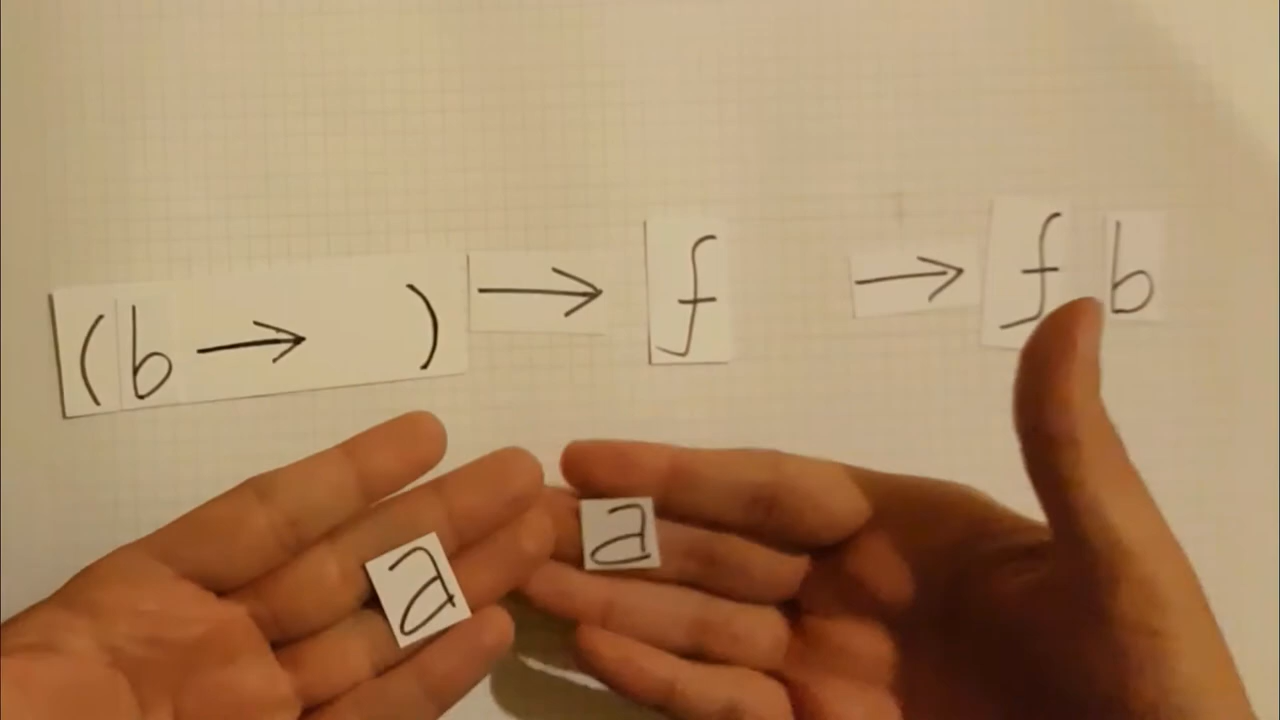 (b → ) → f → f b
a a